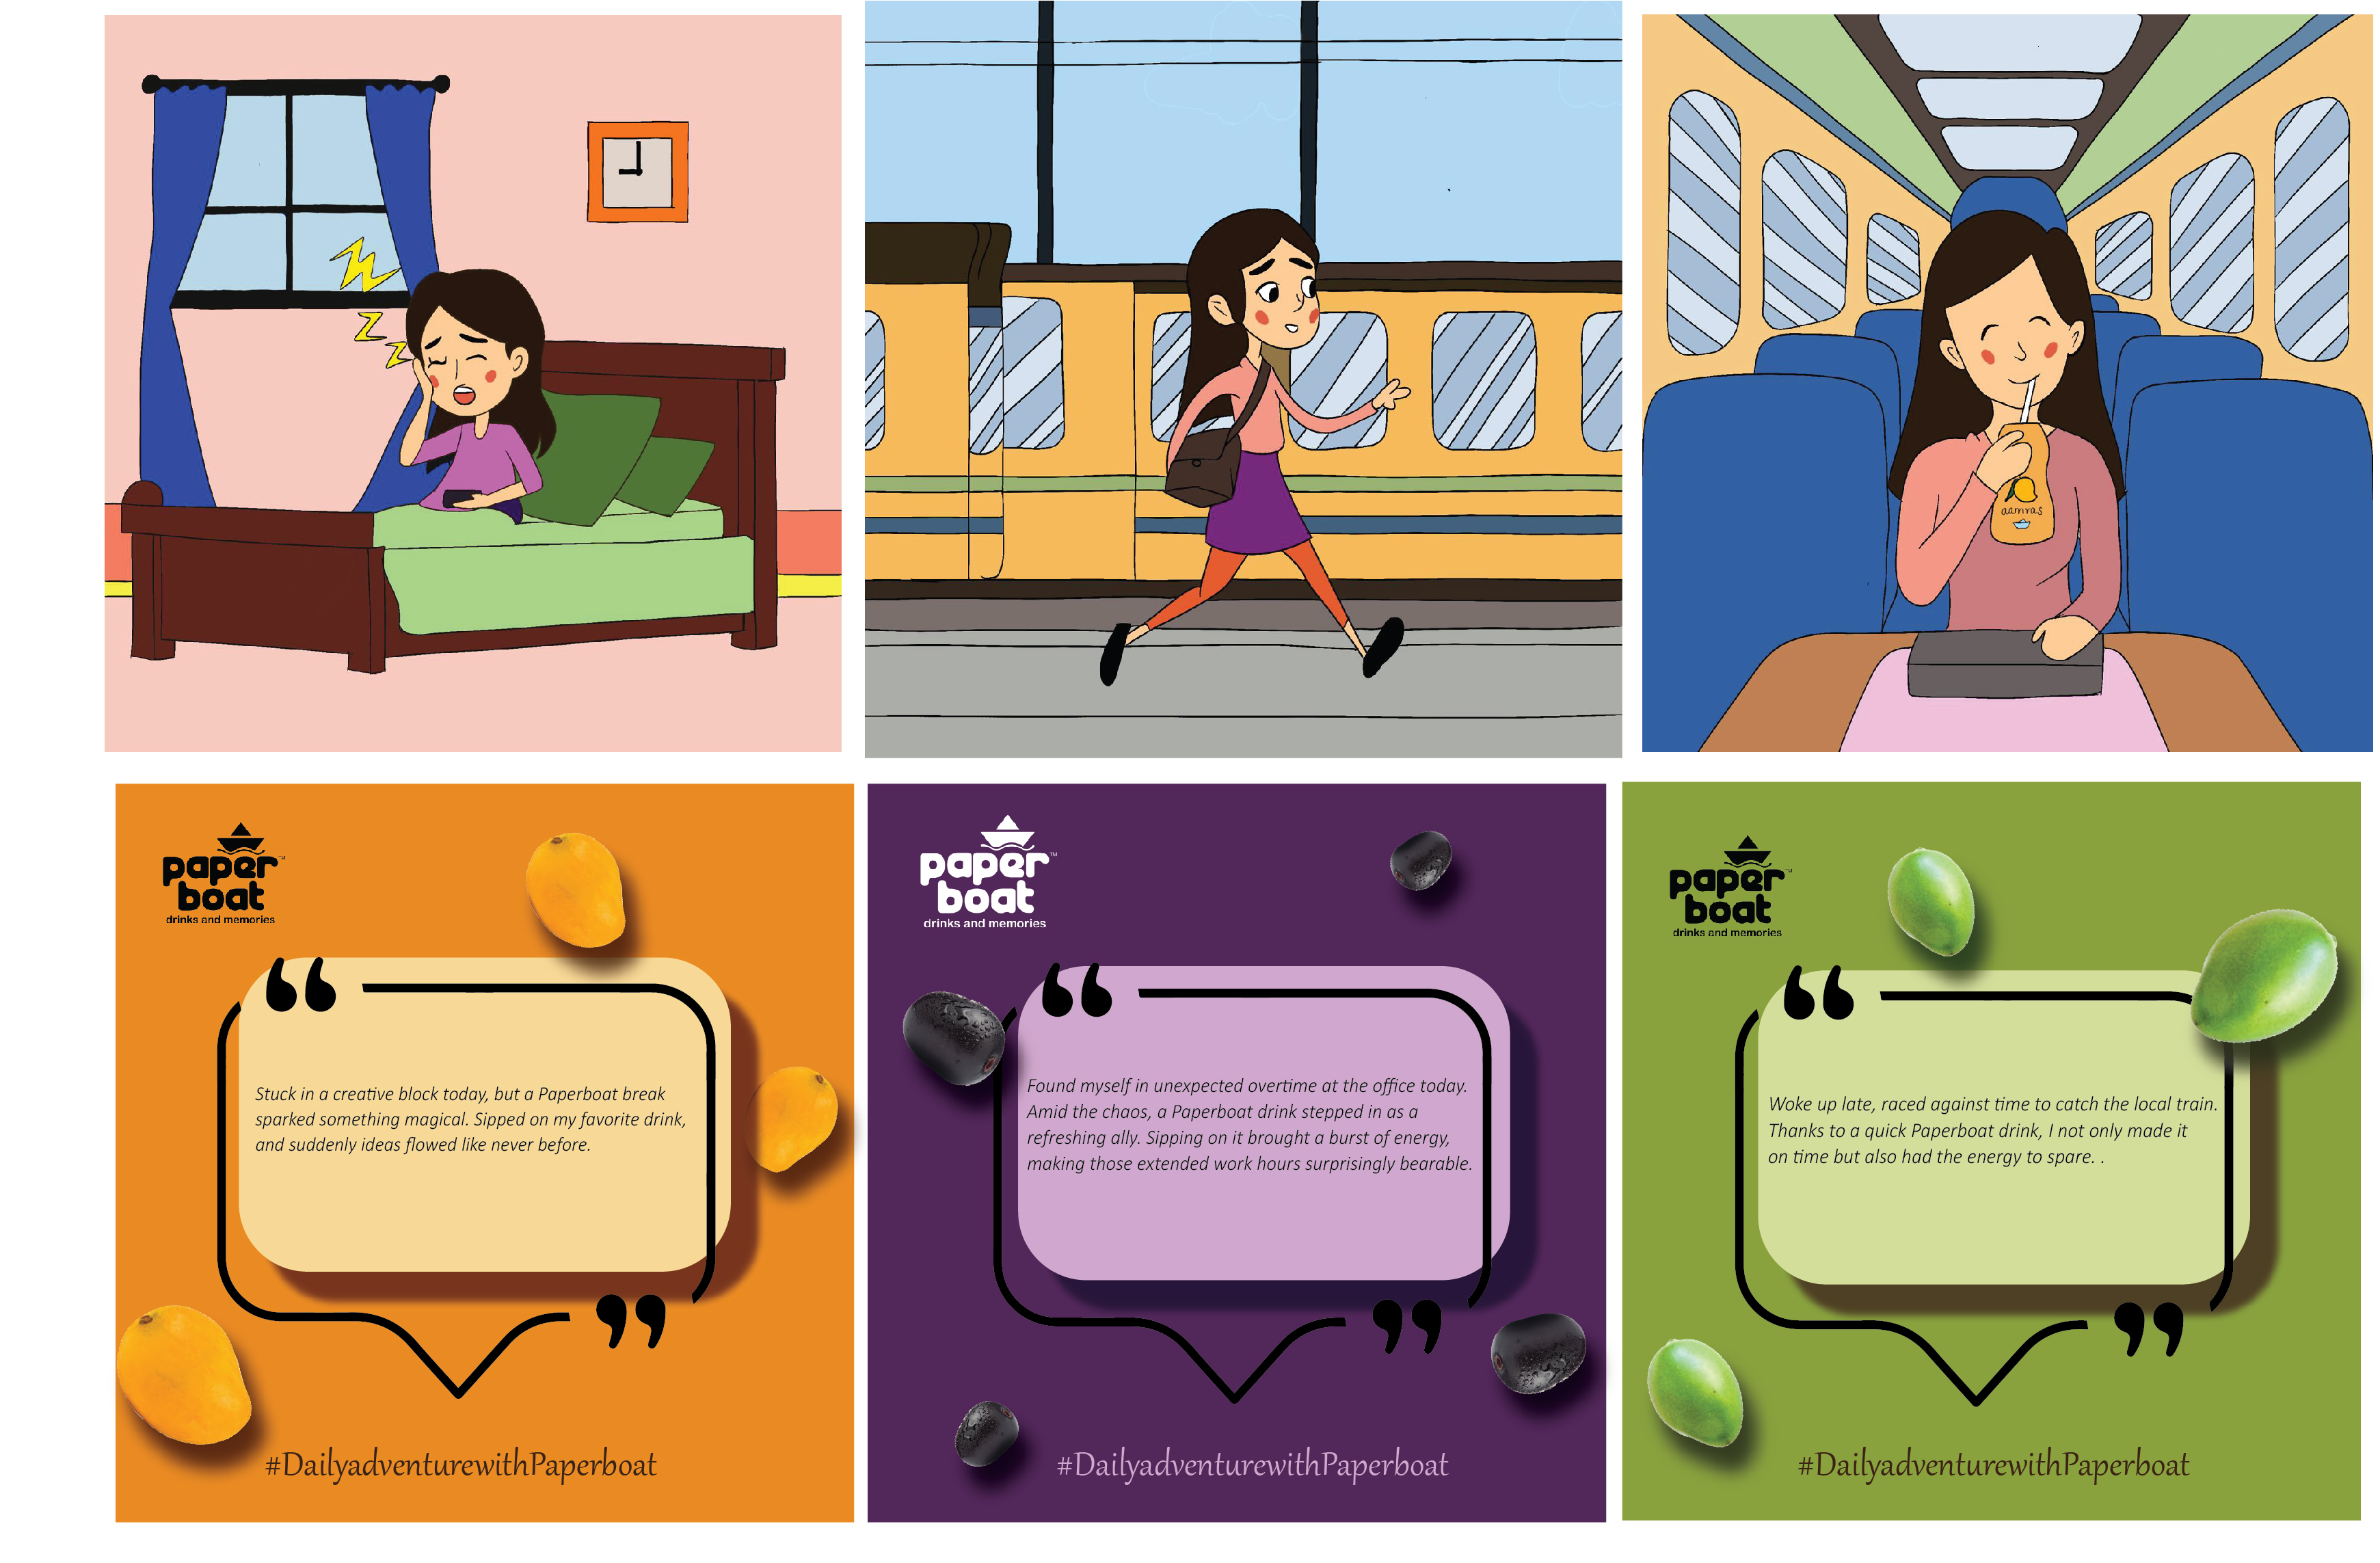 aamras
paper
boat
drinks and memories
“
Stuck in a creative block today, but a Paperboat break
sparked something magical. Sipped on my favorite drink,
and suddenly ideas flowed like never before.
”
#DailyadventurewithPaperboat
paper™
boat
drinks and memories
“
Found myself in unexpected overtime at the office today.
Amid the chaos, a Paperboat drink stepped in as a
refreshing ally. Sipping on it brought a burst of energy,
making those extended work hours surprisingly bearable.
”
#DailyadventurewithPaperboat
paper
boat
drinks and memories
“
Woke up late, raced against time to catch the local train.
Thanks to a quick Paperboat drink, I not only made it
on time but also had the energy to spare. .
”
#DailyadventurewithPaperboat